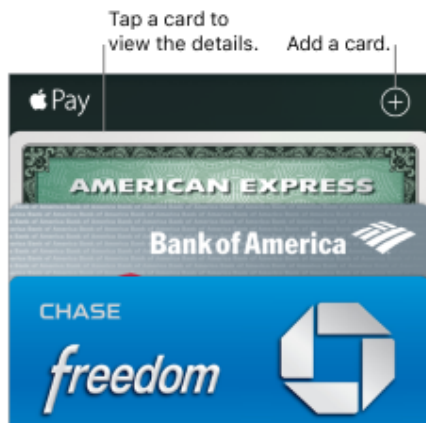 Tap a card to
view the details.
Add a card.
Pay
AMERICAN EXPRESS
Bank of America
CHASE
freedom